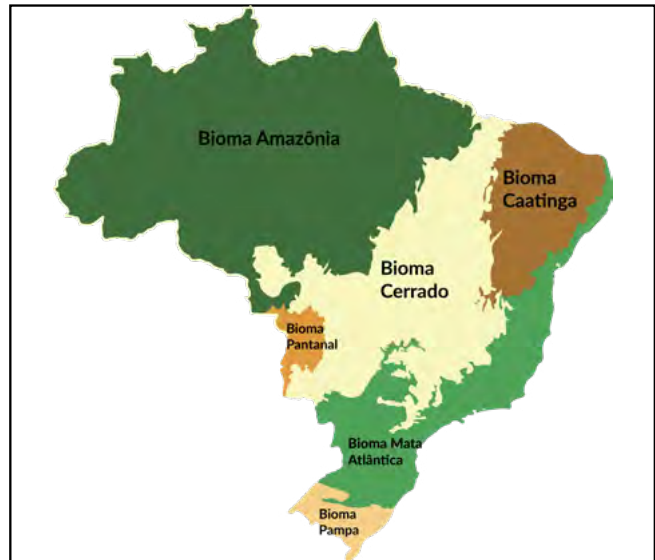 Bioma Amazônia
Bioma
Caatinga
Bioma
Cerrado
Bioma
Pantanal
Bioma Mata
Atlântica
Bioma
Pampa